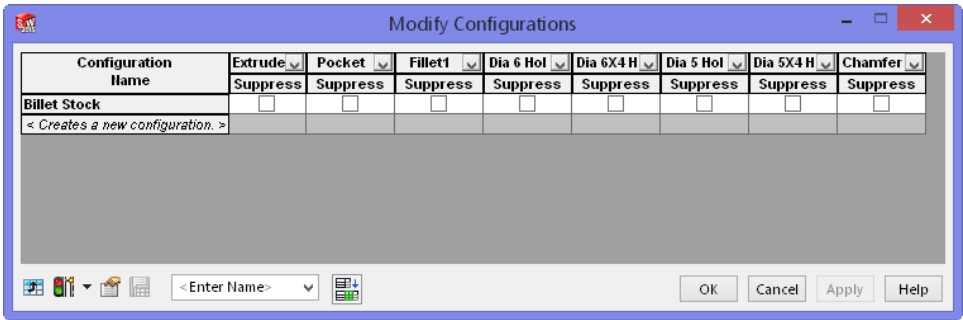 Modify Configurations
Configuration Name Extrude Pocket Fillet1 Dia 6 Hol Dia 6X4 H Dia 5 Hol Dia 5X4 H Chamfer
Suppress Suppress Suppress Suppress Suppress Suppress Suppress Suppress
Billet Stock
< Creates a new configuration. >
<Enter Name> OK Cancel Apply Help